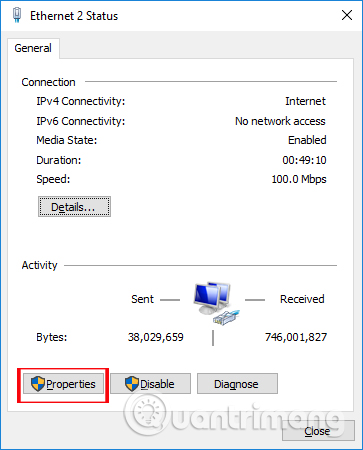 Ethernet 2 Status
General
Connection
IPv4 Connectivity: Internet
IPv6 Connectivity: No network access
Media State: Enabled
Duration: 00:49:10
Speed: 100.0 Mbps
Details...
Activity
Sent Received
Bytes: 38,029,659 746,001,827
Properties Disable Diagnose
Quantrimang
Close